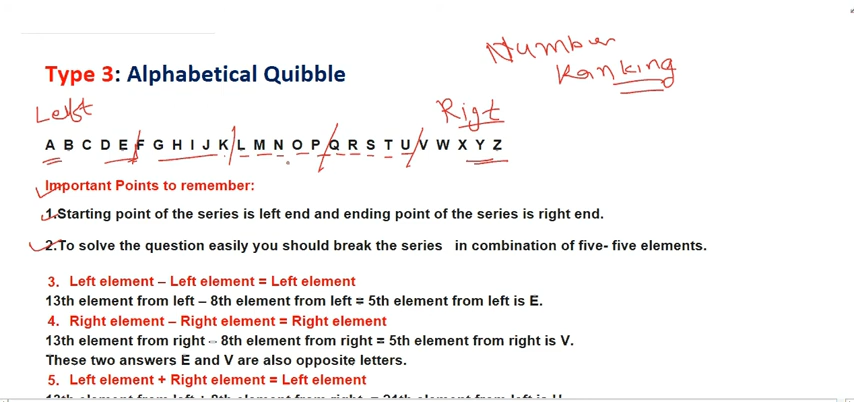 Number
Ranking
Type 3: Alphabetical Quibble
Left
Rigt
A B C D E F G H I J K L M N O P Q R S T U V W X Y Z
Important Points to remember:
1.Starting point of the series is left end and ending point of the series is right end.
2.To solve the question easily you should break the series in combination of five- five elements.
3. Left element – Left element = Left element
13th element from left – 8th element from left = 5th element from left is E.
4. Right element – Right element = Right element
13th element from right – 8th element from right = 5th element from right is V.
These two answers E and V are also opposite letters.
5. Left element + Right element = Left element